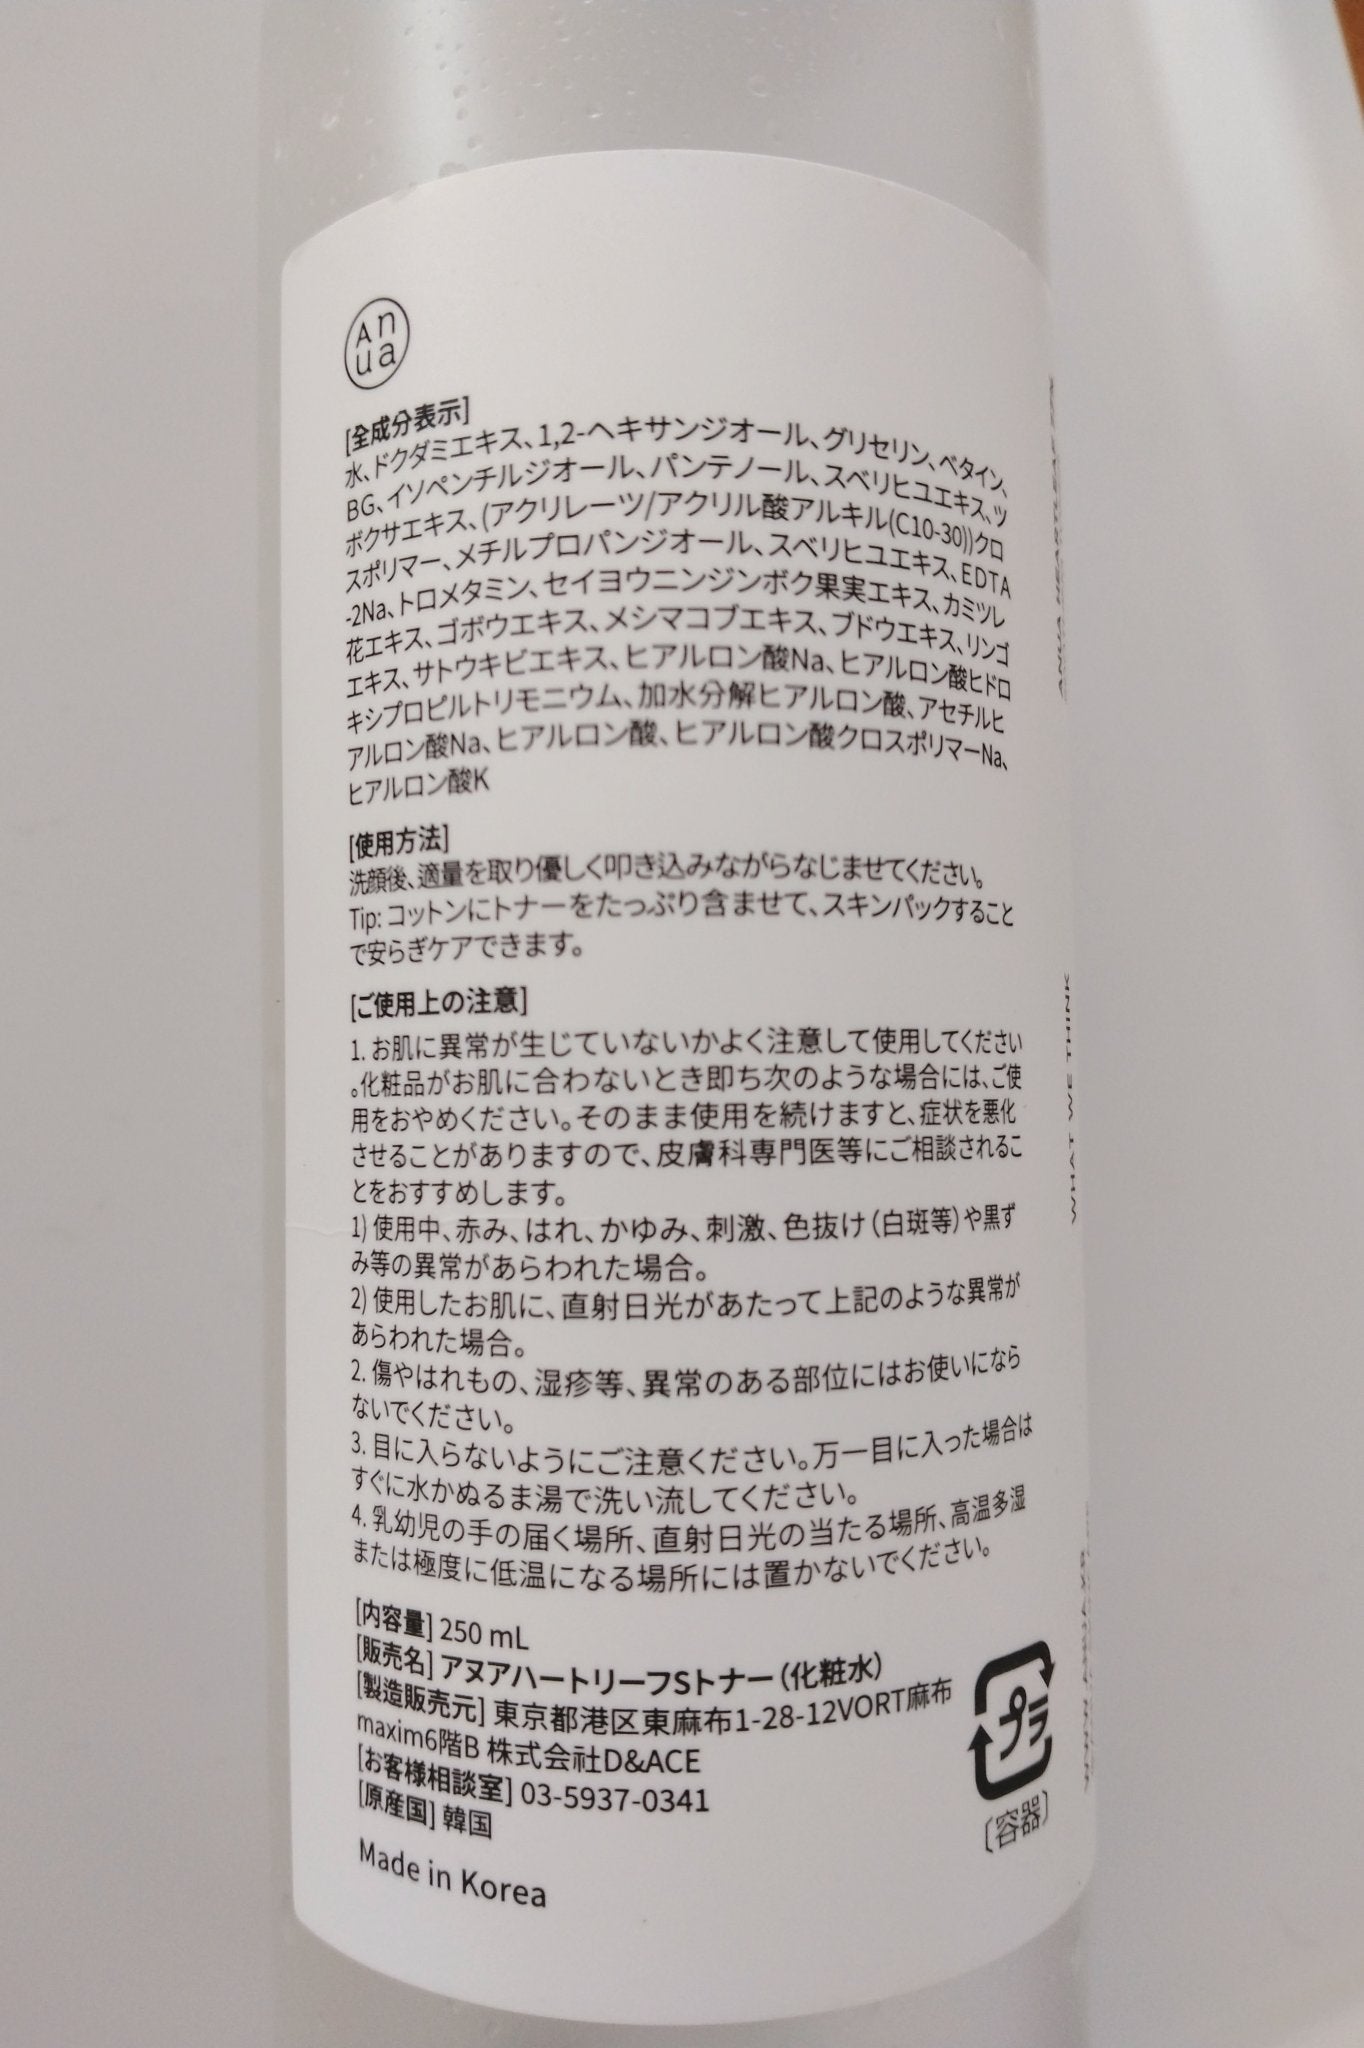 Anua
[全成分表示]
水、ドクダミエキス、1,2-ヘキサンジオール、グリセリン、ベタイン、
BG、イソペンチルジオール、パンテノール、スベリヒユエキス、ツ
ボクサエキス、(アクリレーツ/アクリル酸アルキル(C10-30))クロ
スポリマー、メチルプロパンジオール、スベリヒユエキス、EDTA
-2Na、トロメタミン、セイヨウニンジンボク果実エキス、カミツレ
花エキス、ゴボウエキス、メシマコブエキス、ブドウエキス、リンゴ
エキス、サトウキビエキス、ヒアルロン酸Na、ヒアルロン酸ヒドロ
キシプロピルトリモニウム、加水分解ヒアルロン酸、アセチルヒ
アルロン酸Na、ヒアルロン酸、ヒアルロン酸クロスポリマーNa、
ヒアルロン酸K
[使用方法]
洗顔後、適量を取り優しく叩き込みながらなじませてください。
Tip: コットンにトナーをたっぷり含ませて、スキンパックすること
で安らぎケアできます。
[ご使用上の注意]
1. お肌に異常が生じていないかよく注意して使用してください
。化粧品がお肌に合わないとき即ち次のような場合には、ご使
用をおやめください。そのまま使用を続けますと、症状を悪化
させることがありますので、皮膚科専門医等にご相談されるこ
とをおすすめします。
1) 使用中、赤み、はれ、かゆみ、刺激、色抜け（白斑等）や黒ず
み等の異常があらわれた場合。
2) 使用したお肌に、直射日光があたって上記のような異常が
あらわれた場合。
2. 傷やはれもの、湿疹等、異常のある部位にはお使いになら
ないでください。
3. 目に入らないようにご注意ください。万一目に入った場合は
すぐに水かぬるま湯で洗い流してください。
4. 乳幼児の手の届く場所、直射日光の当たる場所、高温多湿
または極度に低温になる場所には置かないでください。
[内容量] 250 mL
[販売名] アヌアハートリーフSトナー（化粧水）
[製造販売元] 東京都港区東麻布1-28-12VORT麻布
maxim6階B 株式会社D&ACE
[お客様相談室] 03-5937-0341
[原産国] 韓国
Made in Korea
プラ
（容器）
WHAT WE THINK